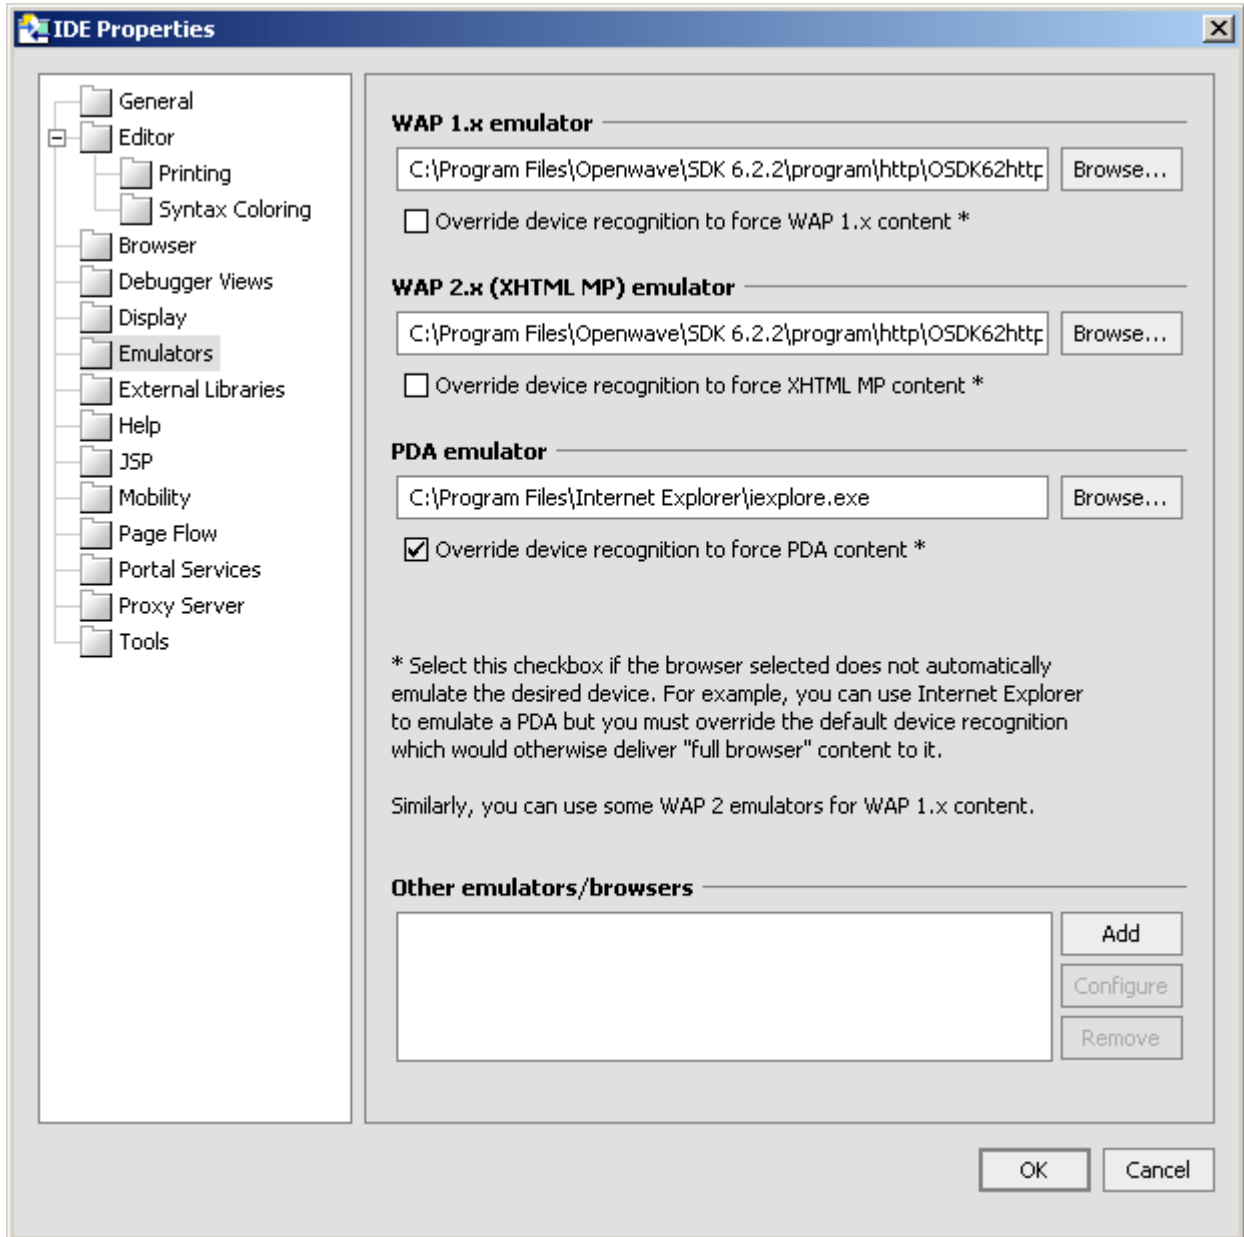 IDE Properties
General
Editor
Printing
Syntax Coloring
Browser
Debugger Views
Display
Emulators
External Libraries
Help
JSP
Mobility
Page Flow
Portal Services
Proxy Server
Tools
WAP 1.x emulator
C:\Program Files\Openwave\SDK 6.2.2\program\http\OSDK62http
Browse...
Override device recognition to force WAP 1.x content *
WAP 2.x (XHTML MP) emulator
C:\Program Files\Openwave\SDK 6.2.2\program\http\OSDK62http
Browse...
Override device recognition to force XHTML MP content *
PDA emulator
C:\Program Files\Internet Explorer\iexplore.exe
Browse...
Override device recognition to force PDA content *
* Select this checkbox if the browser selected does not automatically
emulate the desired device. For example, you can use Internet Explorer
to emulate a PDA but you must override the default device recognition
which would otherwise deliver "full browser" content to it.
Similarly, you can use some WAP 2 emulators for WAP 1.x content.
Other emulators/browsers
Add
Configure
Remove
OK
Cancel